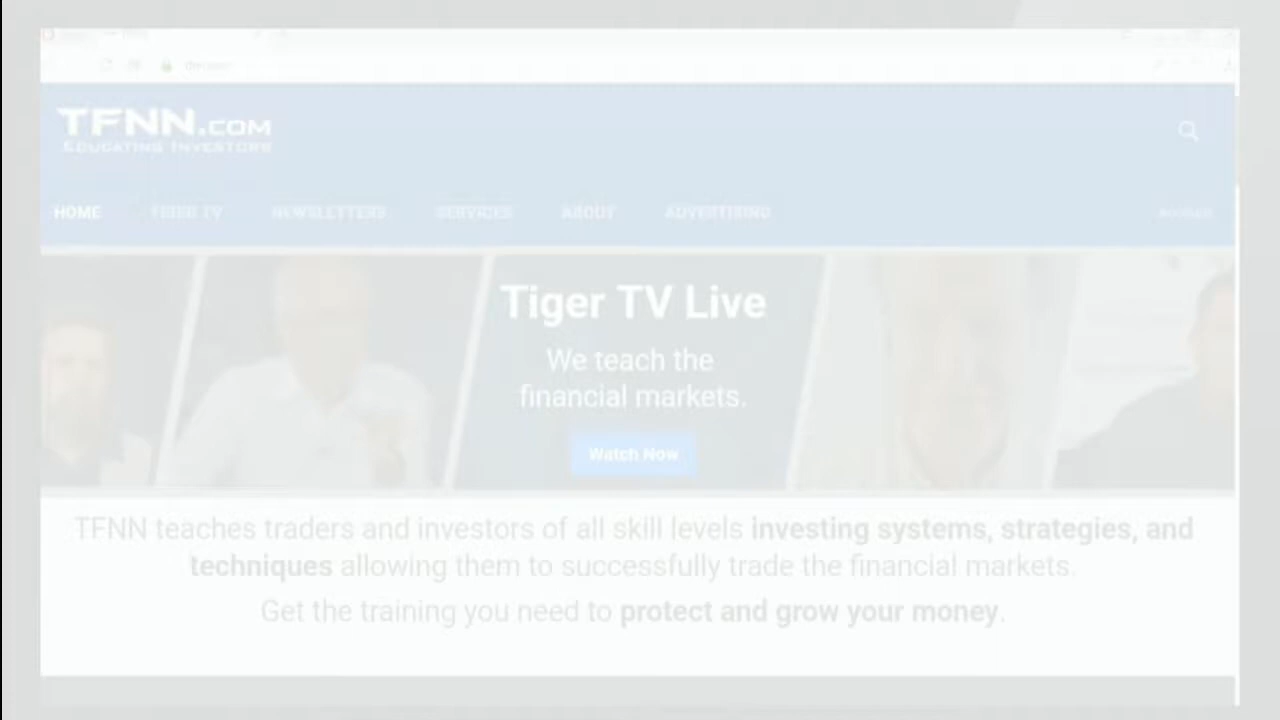 TFNN.COM
EDUCATING INVESTORS
HOME TIGER TV NEWSLETTERS SERVICES ABOUT ADVERTISING
Tiger TV Live
We teach the
financial markets.
Watch Now
TFNN teaches traders and investors of all skill levels investing systems, strategies, and
techniques allowing them to successfully trade the financial markets.
Get the training you need to protect and grow your money.